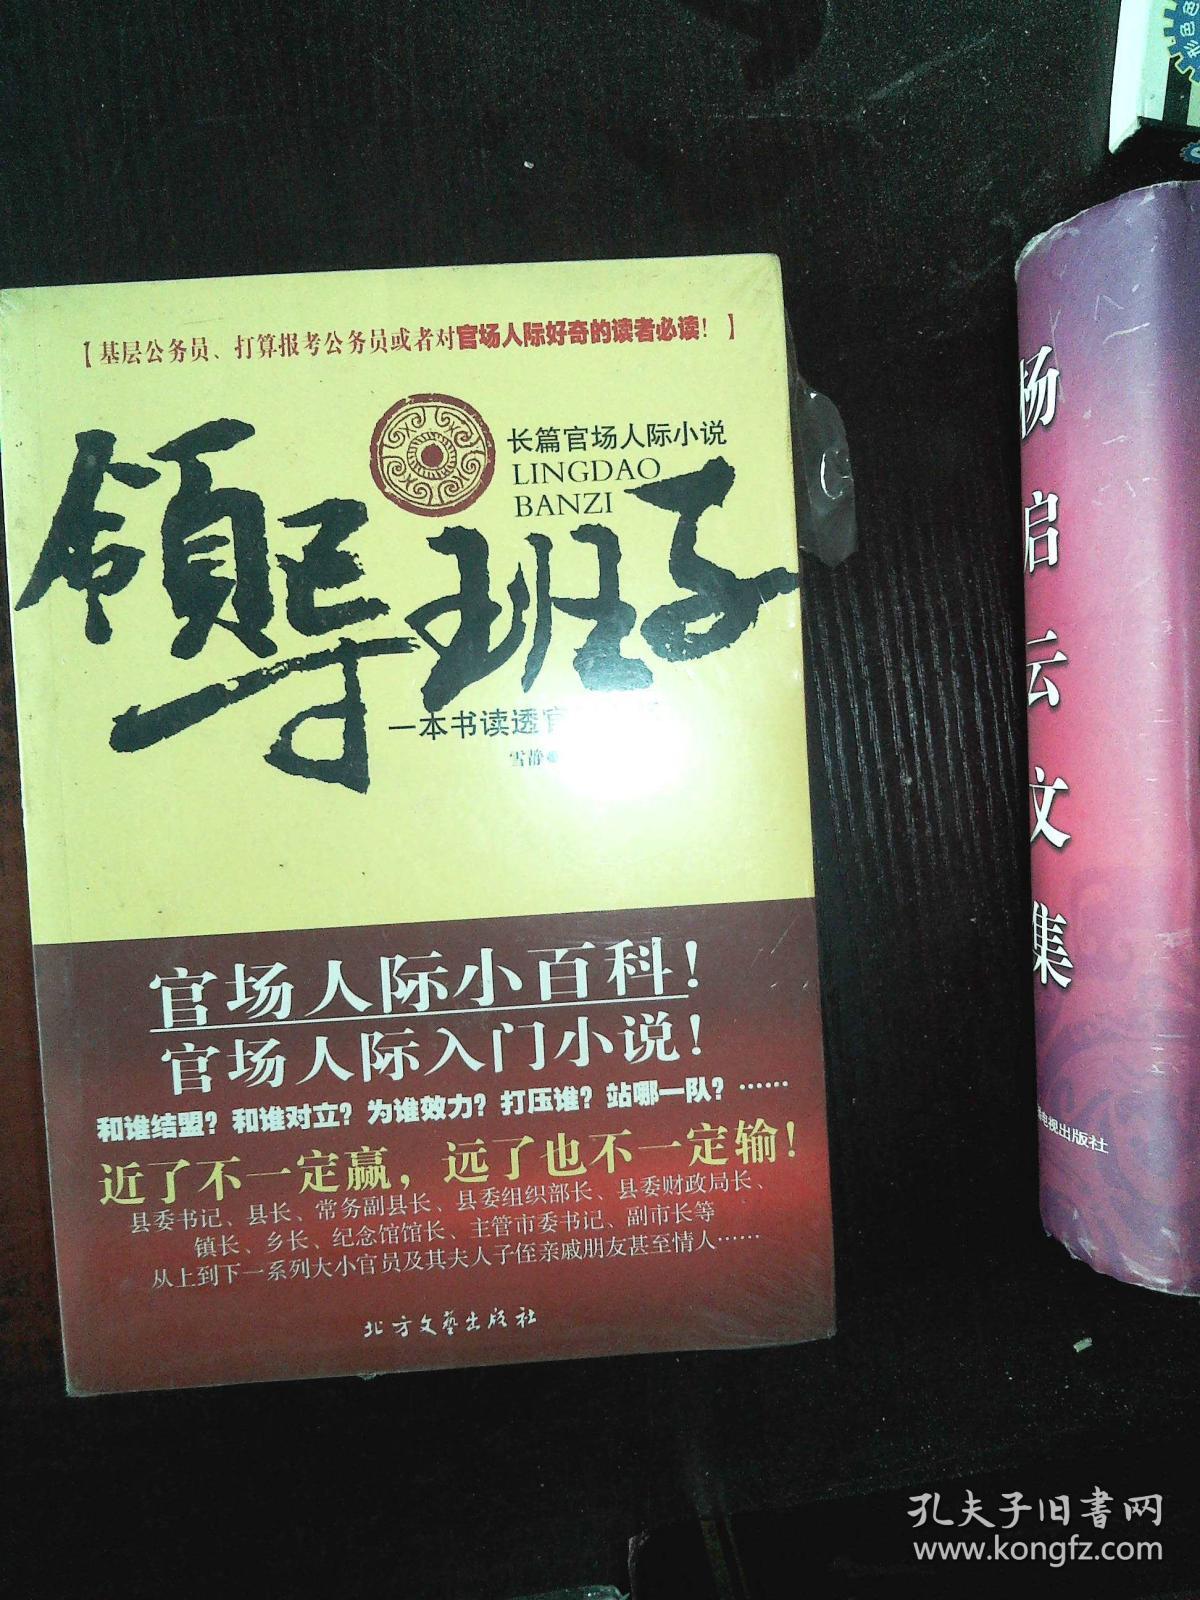 【基层公务员、打算报考公务员或者对官场人际好奇的读者必读！】
长篇官场人际小说
LINGDAO
BANZI
領导班子
一本书读透官
雪静
官场人际小百科！
官场人际入门小说！
和谁结盟？和谁对立？为谁效力？打压谁？站哪一队？……
近了不一定赢，远了也不一定输！
县委书记、县长、常务副县长、县委组织部长、县委财政局长、
镇长、乡长、纪念馆馆长、主管市委书记、副市长等
从上到下一系列大小官员及其夫人子侄亲戚朋友甚至情人……
北方文艺出版社
杨启云文集
电视出版社
孔夫子旧书网
www.kongfz.com